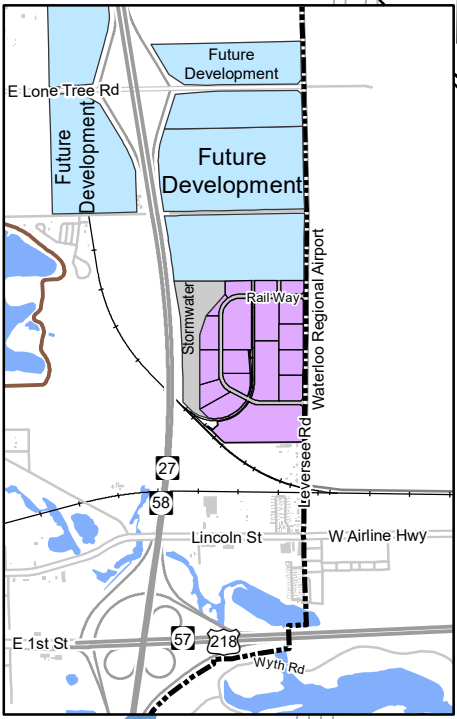 Future
Development
E Lone Tree Rd
Future
Development
Future
Development
Stormwater
Rail Way
Waterloo Regional Airport
Leversee Rd
27
58
Lincoln St
W Airline Hwy
57
218
E 1st St
Wyth Rd